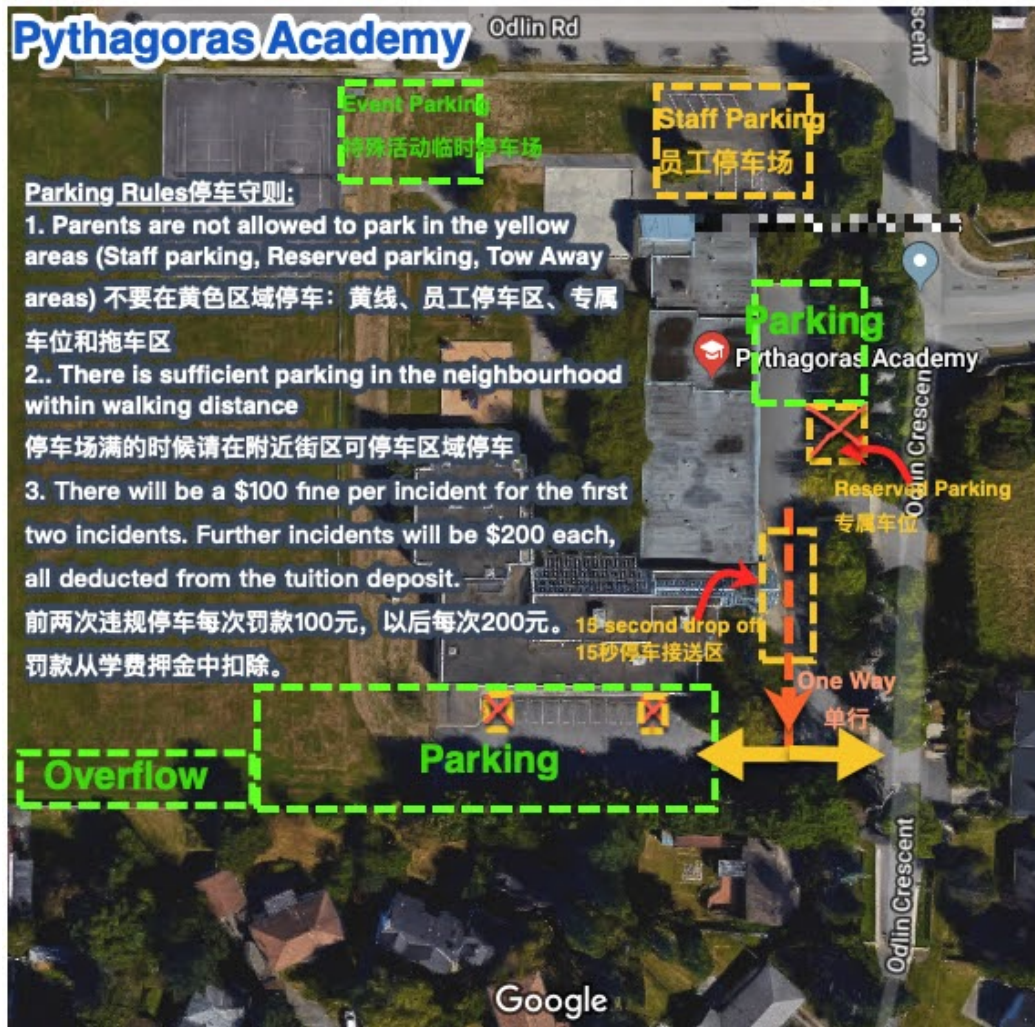 Pythagoras Academy
Odlin Rd
Event Parking
特殊活动临时停车场
Staff Parking
员工停车场
Parking Rules停车守则:
1. Parents are not allowed to park in the yellow
areas (Staff parking, Reserved parking, Tow Away
areas) 不要在黄色区域停车：黄线、员工停车区、专属
车位和拖车区
2.. There is sufficient parking in the neighbourhood
within walking distance
停车场满的时候请在附近街区可停车区域停车
3. There will be a $100 fine per incident for the first
two incidents. Further incidents will be $200 each,
all deducted from the tuition deposit.
前两次违规停车每次罚款100元，以后每次200元。
罚款从学费押金中扣除。
Parking
Pythagoras Academy
Odlin Crescent
Reserved Parking
专属车位
15 second drop off
15秒停车接送区
One Way
单行
Parking
Overflow
Odlin Crescent
Google